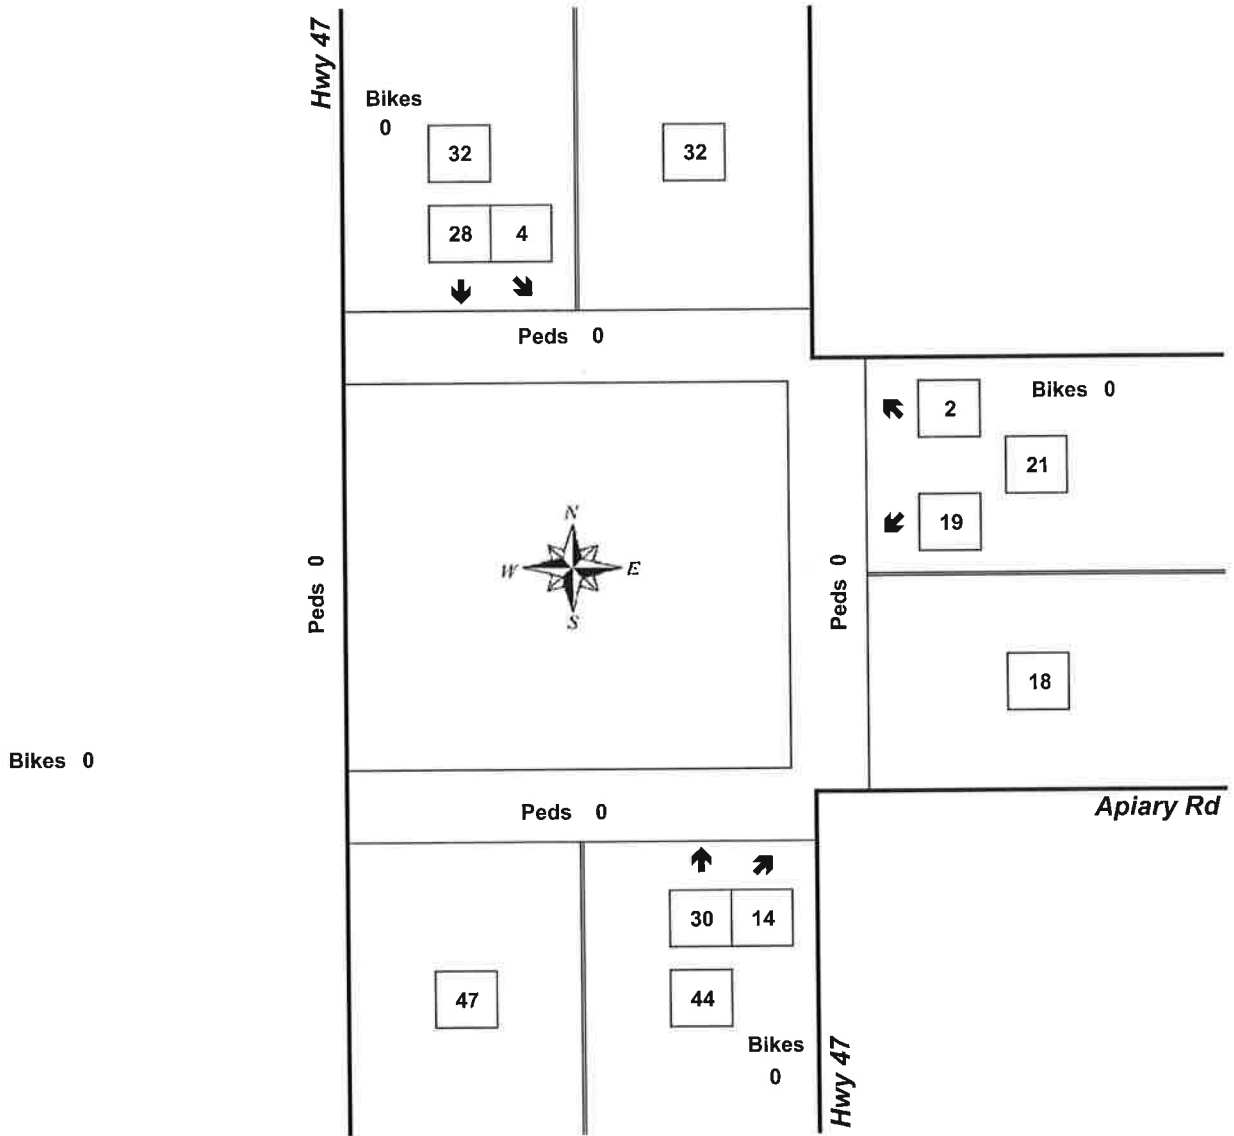 Hwy 47
Bikes
0
32
32
28 4
Peds 0
2
Bikes 0
21
19
N
W E
S
Peds 0
Peds 0
18
Bikes 0
Apiary Rd
Peds 0
30 14
47
44
Bikes
0
Hwy 47